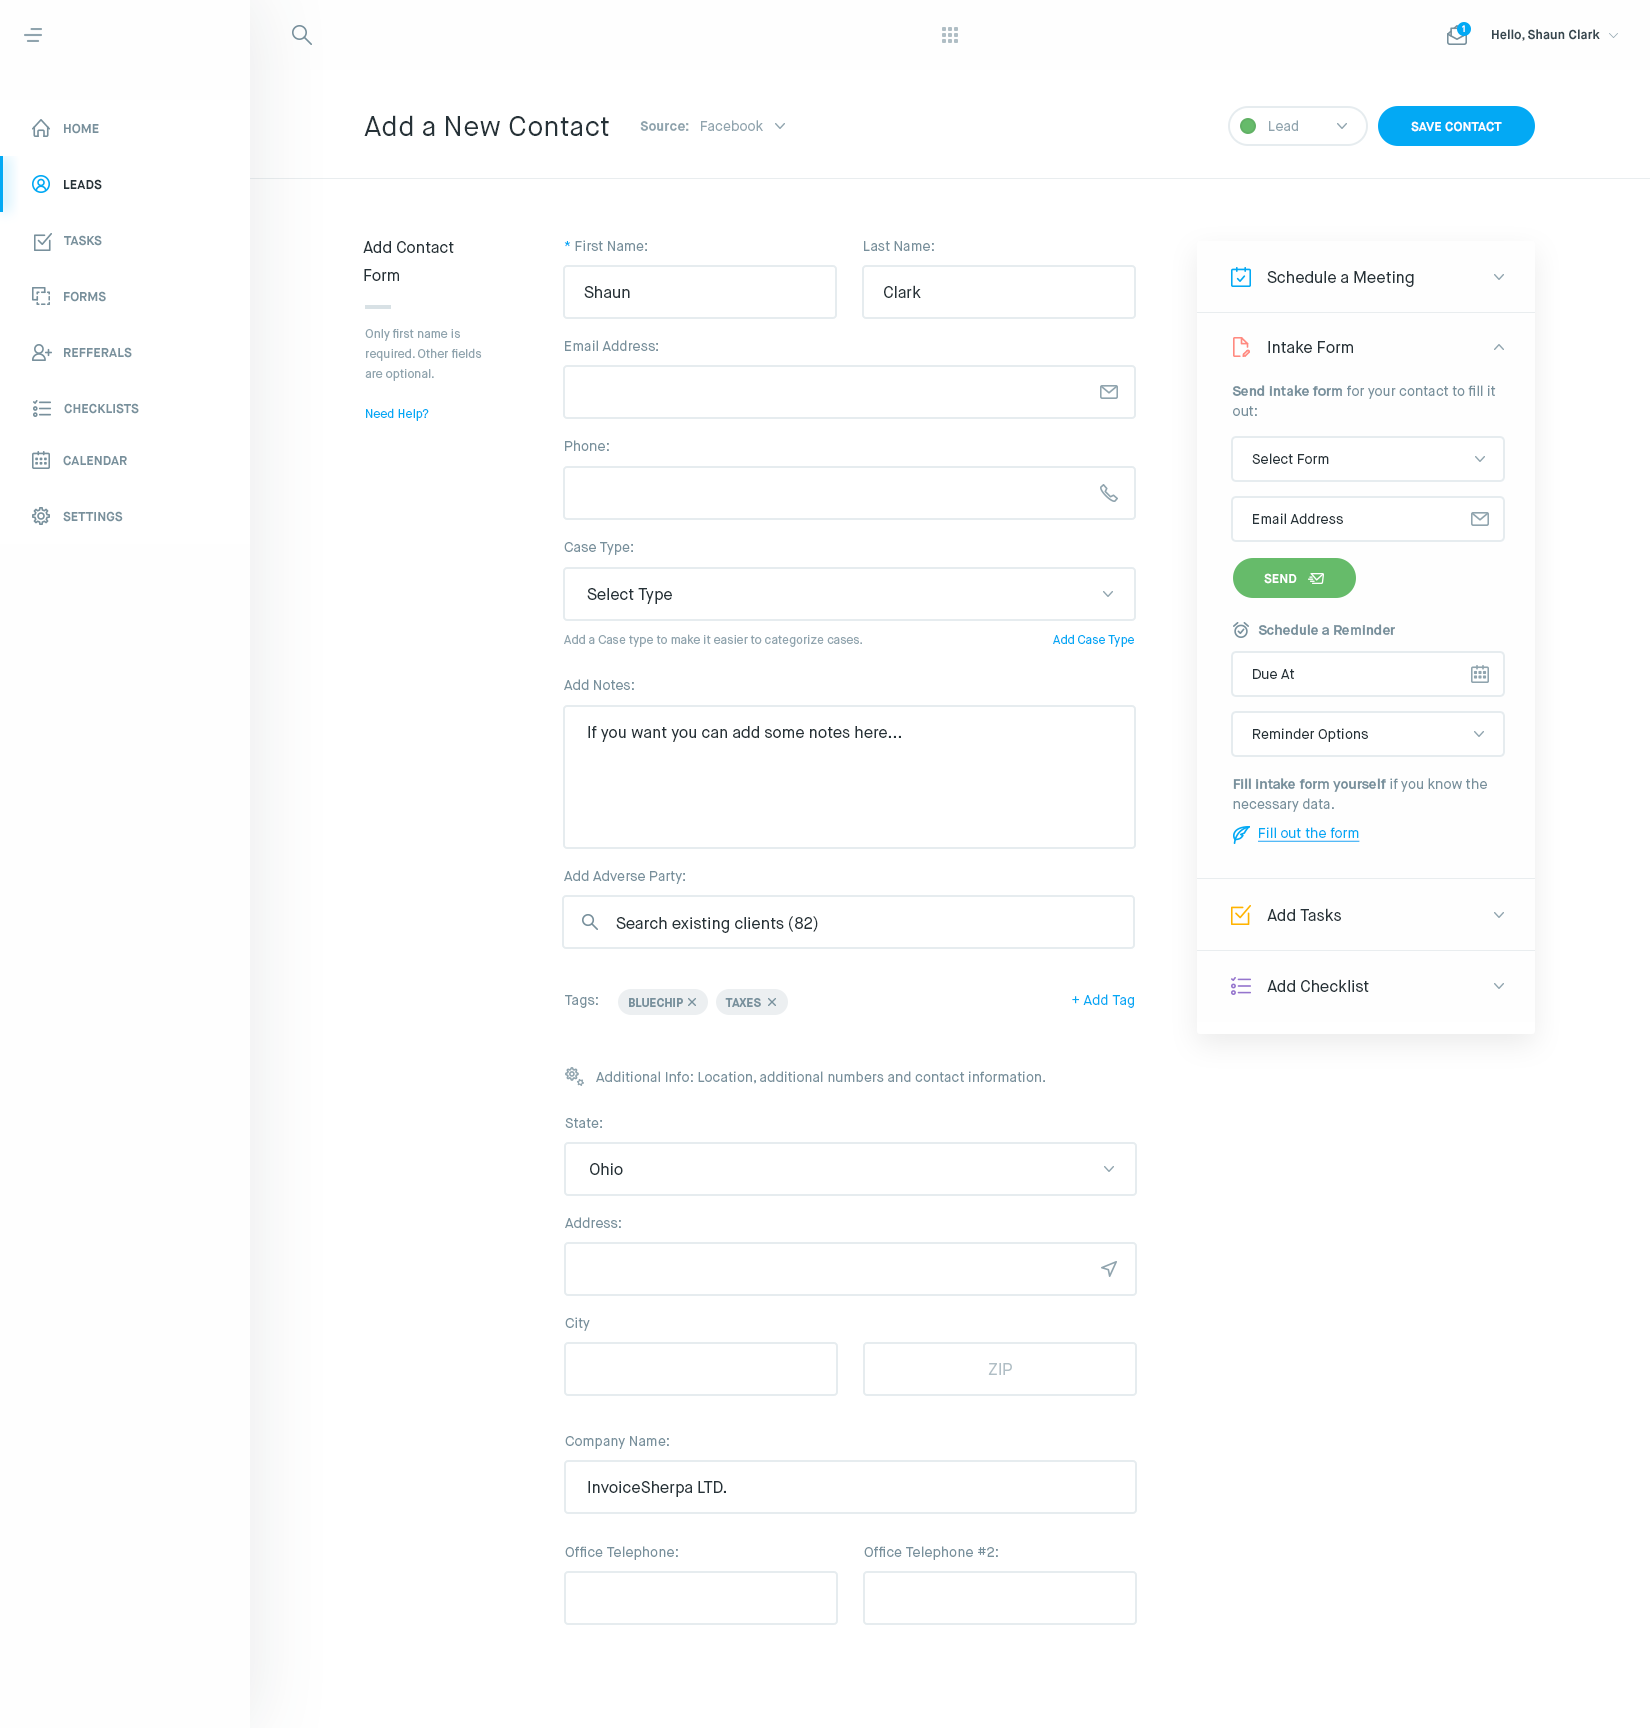 1
Hello, Shaun Clark
HOME
LEADS
TASKS
FORMS
REFFERALS
CHECKLISTS
CALENDAR
SETTINGS
Add a New Contact
Source: Facebook
Lead
SAVE CONTACT
Add Contact
Form
Only first name is
required. Other fields
are optional.
Need Help?
* First Name:
Last Name:
Shaun
Clark
Email Address:
Phone:
Case Type:
Select Type
Add a Case type to make it easier to categorize cases.
Add Case Type
Add Notes:
If you want you can add some notes here...
Add Adverse Party:
Search existing clients (82)
Tags:
BLUECHIP
TAXES
+ Add Tag
Additional Info: Location, additional numbers and contact information.
State:
Ohio
Address:
City
ZIP
Company Name:
InvoiceSherpa LTD.
Office Telephone:
Office Telephone #2:
Schedule a Meeting
Intake Form
Send intake form for your contact to fill it
out:
Select Form
Email Address
SEND
Schedule a Reminder
Due At
Reminder Options
Fill intake form yourself if you know the
necessary data.
Fill out the form
Add Tasks
Add Checklist